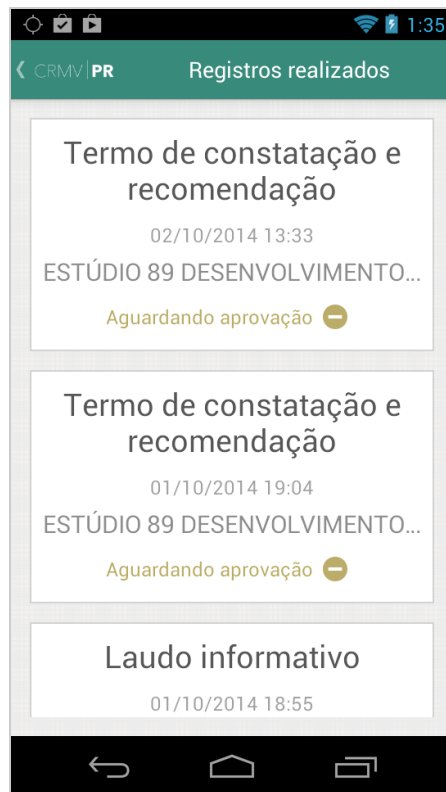 1:35
CRMV|PR Registros realizados
Termo de constatação e
recomendação
02/10/2014 13:33
ESTÚDIO 89 DESENVOLVIMENTO...
Aguardando aprovação
Termo de constatação e
recomendação
01/10/2014 19:04
ESTÚDIO 89 DESENVOLVIMENTO...
Aguardando aprovação
Laudo informativo
01/10/2014 18:55